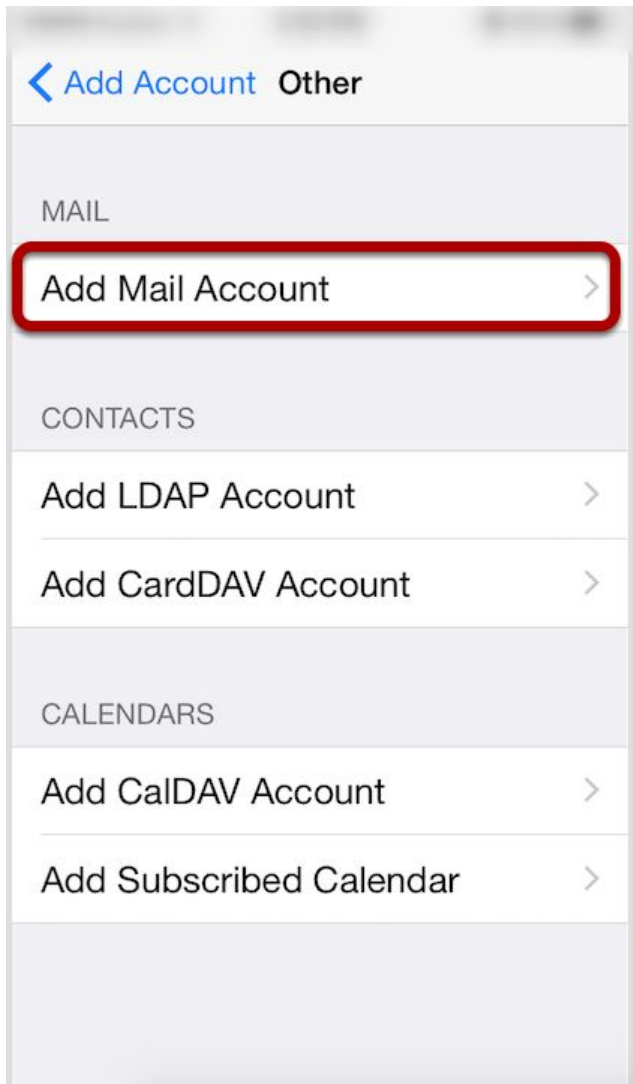 Add Account Other
MAIL
Add Mail Account
CONTACTS
Add LDAP Account
Add CardDAV Account
CALENDARS
Add CalDAV Account
Add Subscribed Calendar